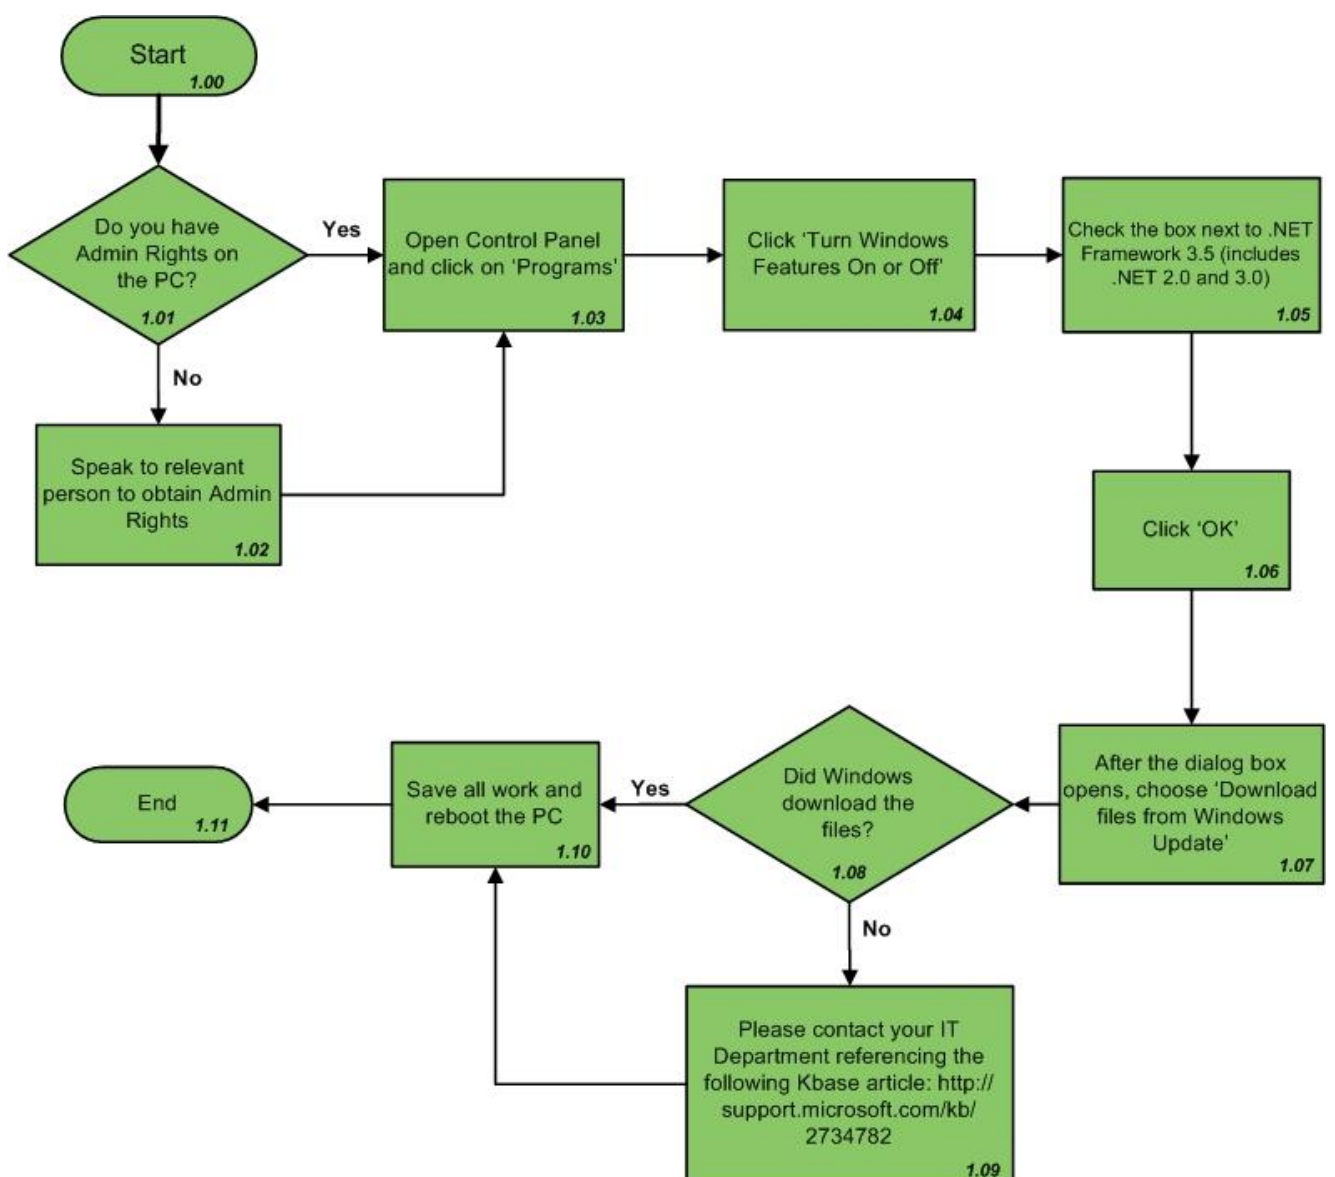 Start
1.00
Do you have
Admin Rights on
the PC?
1.01
Yes
No
Speak to relevant
person to obtain Admin
Rights
1.02
Open Control Panel
and click on ‘Programs’
1.03
Click ‘Turn Windows
Features On or Off’
1.04
Check the box next to .NET
Framework 3.5 (includes
.NET 2.0 and 3.0)
1.05
Click ‘OK’
1.06
After the dialog box
opens, choose ‘Download
files from Windows
Update’
1.07
Did Windows
download the
files?
1.08
Yes
No
Please contact your IT
Department referencing the
following Kbase article: http://
support.microsoft.com/kb/
2734782
1.09
Save all work and
reboot the PC
1.10
End
1.11